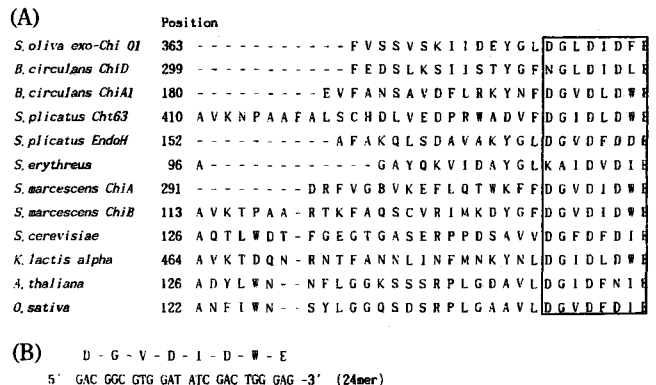 (A)
Position
S. oliva exo-Chi 01 363 - - - - - - - - - - - F V S S V S K I I D E Y G L D G L D I D F E
B. circulans ChiD 299 - - - - - - - - - - - F E D S L K S I I S T Y G F N G L D I D L E
B. circulans ChiA1 180 - - - - - - - - - E V F A N S A V D F L R K Y N F D G V D L D W E
S. plicatus Cht63 410 A V K N P A A F A L S C H D L V E D P R W A D V F D G I D L D W E
S. plicatus EndoH 152 - - - - - - - - - - A F A K Q L S D A V A K Y G L D G V D F D D E
S. erythreus 96 A - - - - - - - - - - - - G A Y Q K V I D A Y G L K A I D V D I E
S. marcescens ChiA 291 - - - - - - - - D R F V G B V K E F L Q T W K F F D G V D I D W E
S. marcescens ChiB 113 A V K T P A A - R T K F A Q S C V R I M K D Y G F D G V D I D W E
S. cerevisiae 126 A Q T L W D T - F G E G T G A S E R P P D S A V V D G F D F D I E
K. lactis alpha 464 A V K T D Q N - R N T F A N N L I N F M N K Y N L D G I D L D W E
A. thaliana 126 A D Y L W N - - N F L G G K S S S R P L G D A V L D G I D F N I E
O. sativa 122 A N F I W N - - S Y L G G Q S D S R P L G A A V L D G V D F D I E
(B) D - G - V - D - I - D - W - E
5' GAC GGC GTG GAT ATC GAC TGG GAG -3' (24mer)